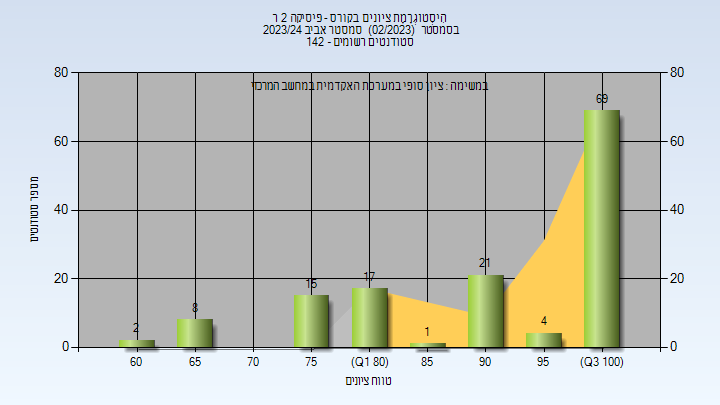 היסטוגרמת ציונים בקורס - פיסיקה 2 ר
בסמסטר (02/2023) סמסטר אביב 2023/24
סטודנטים רשומים - 142
במשימה : ציון סופי במערכת האקדמית במחשב המרכזי
80 80
60 60
40 40
20 20
0 0
2 8 15 17 1 21 4 69
60 65 70 75 (Q1 80) 85 90 95 (Q3 100)
מספר סטודנטים
טווח ציונים